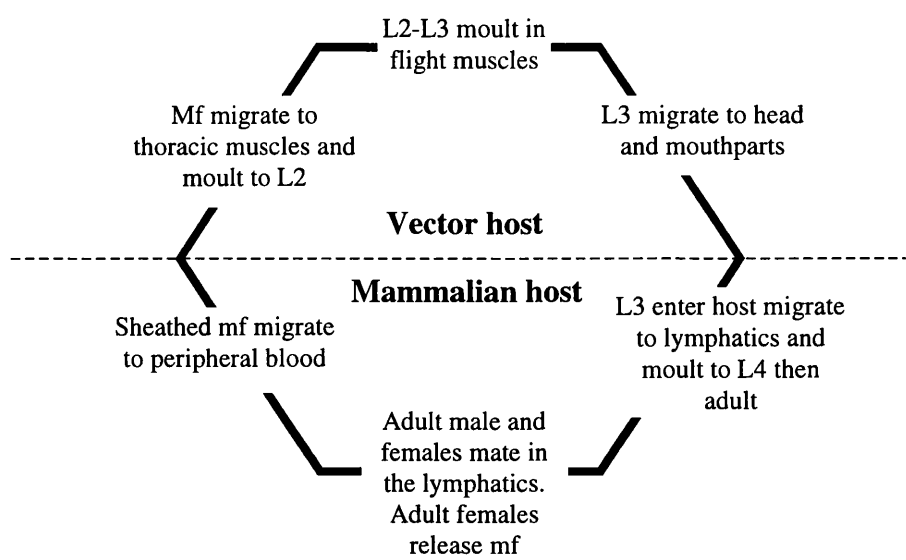 L2-L3 moult in
flight muscles
Mf migrate to
thoracic muscles and
moult to L2
L3 migrate to head
and mouthparts
Vector host
Mammalian host
Sheathed mf migrate
to peripheral blood
L3 enter host migrate
to lymphatics and
moult to L4 then
adult
Adult male and
females mate in
the lymphatics.
Adult females
release mf